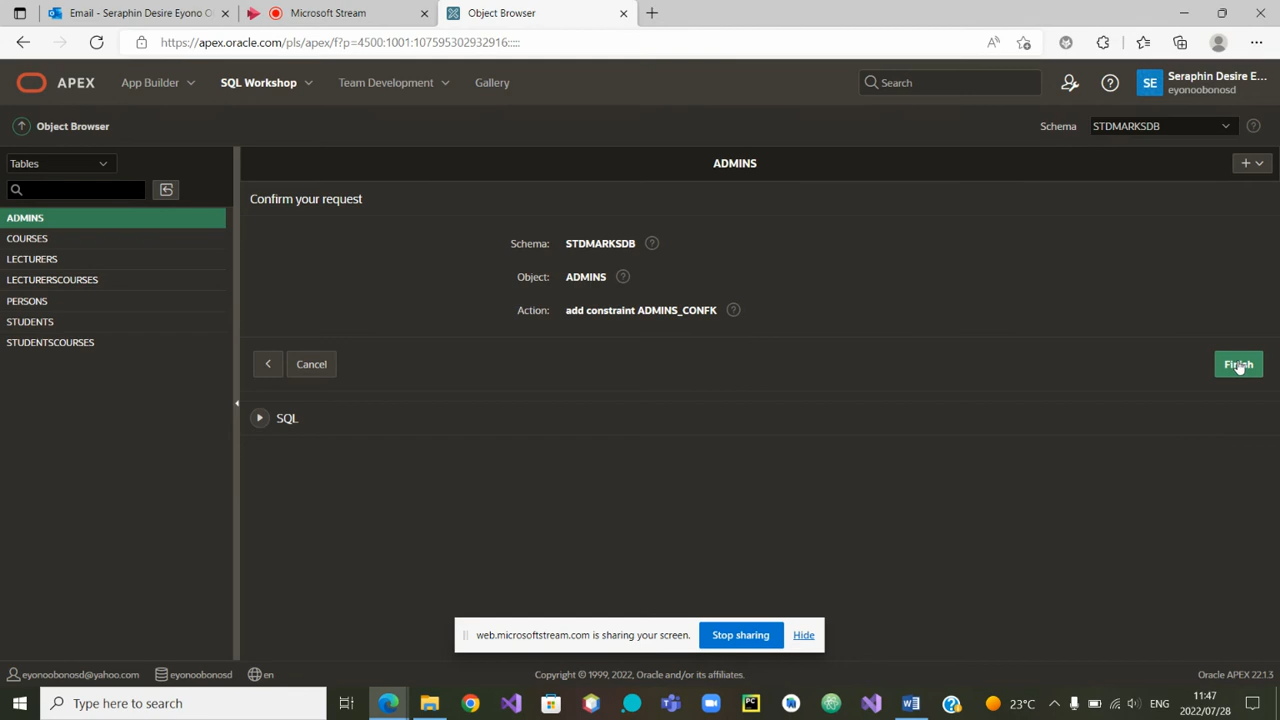 Email - Seraphin Desire Eyono O
Microsoft Stream
Object Browser
https://apex.oracle.com/pls/apex/f?p=4500:1001:107595302932916:::::
APEX
App Builder
SQL Workshop
Team Development
Gallery
Search
SE
Seraphin Desire E...
eyonoobonosd
Object Browser
Schema
STDMARKSDB
Tables
ADMINS
ADMINS
COURSES
LECTURERS
LECTURERSCOURSES
PERSONS
STUDENTS
STUDENTSCOURSES
Confirm your request
Schema: STDMARKSDB
Object: ADMINS
Action: add constraint ADMINS_CONFK
Cancel
Finish
SQL
web.microsoftstream.com is sharing your screen.
Stop sharing
Hide
eyonoobonosd@yahoo.com
eyonoobonosd
en
Copyright © 1999, 2022, Oracle and/or its affiliates.
Oracle APEX 22.1.3
Type here to search
23°C
ENG
11:47
2022/07/28